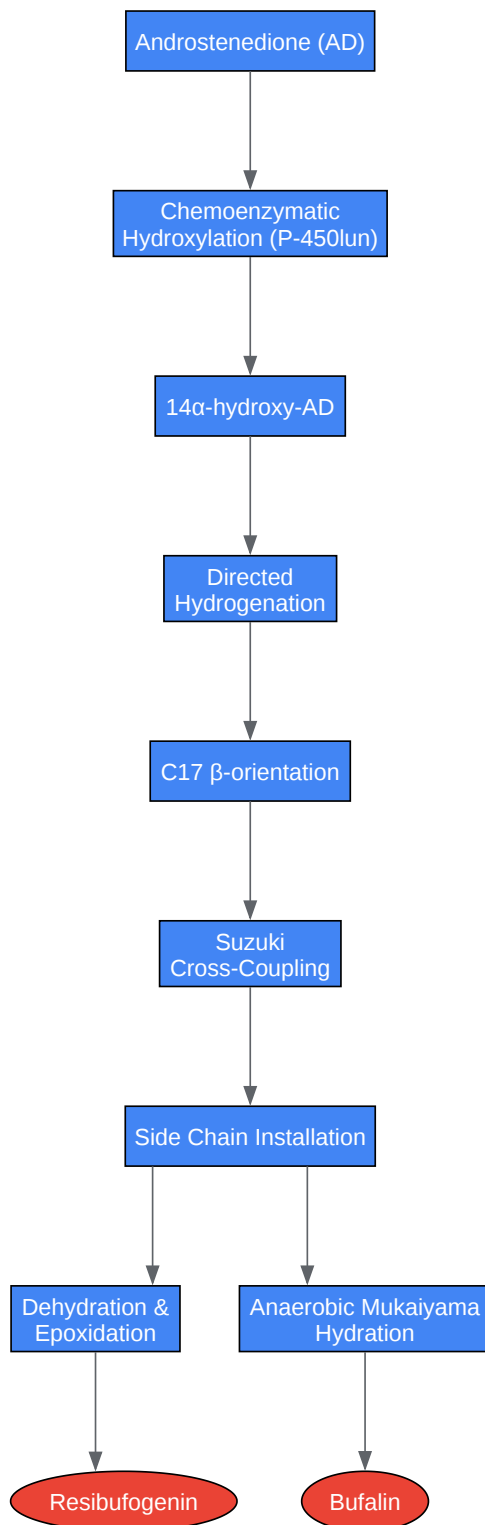 Androstenedione (AD)
Chemoenzymatic
Hydroxylation (P-450lun)
14α-hydroxy-AD
Directed
Hydrogenation
C17 β-orientation
Suzuki
Cross-Coupling
Side Chain Installation
Dehydration &
Epoxidation
Anaerobic Mukaiyama
Hydration
Resibufogenin
Bufalin